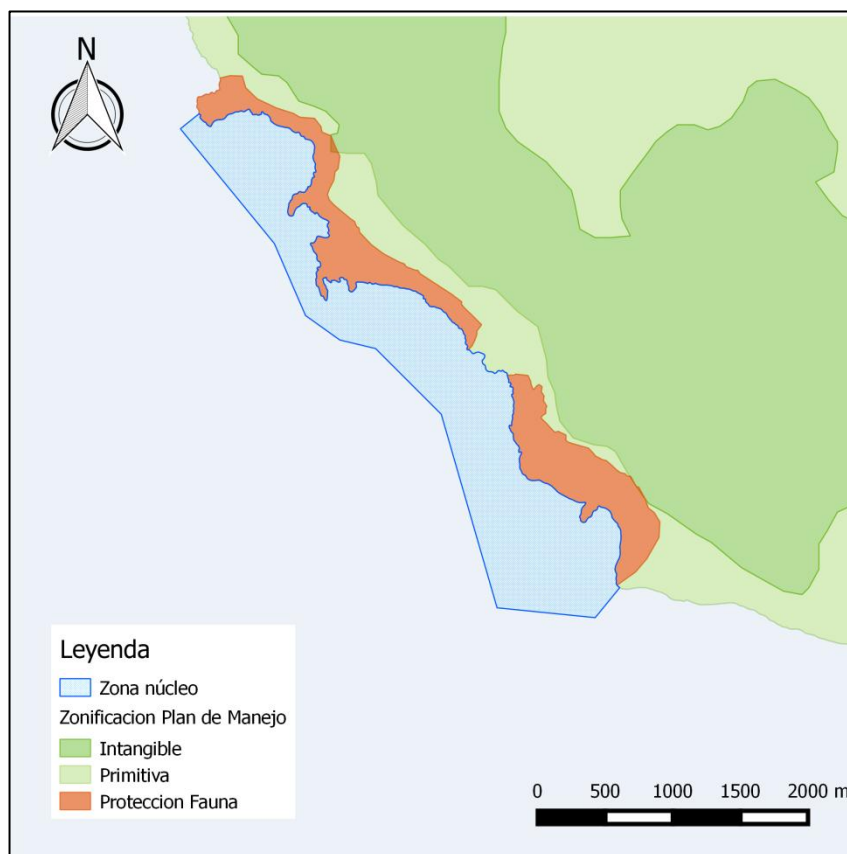 N
Leyenda
Zona núcleo
Zonificacion Plan de Manejo
Intangible
Primitiva
Proteccion Fauna
0 500 1000 1500 2000 m